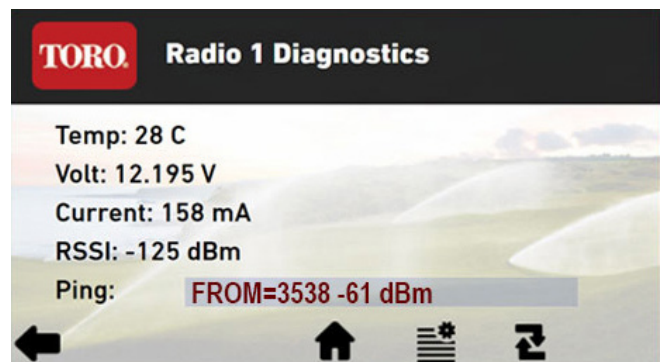 TORO.
Radio 1 Diagnostics
Temp: 28 C
Volt: 12.195 V
Current: 158 mA
RSSI: -125 dBm
Ping: FROM=3538 -61 dBm